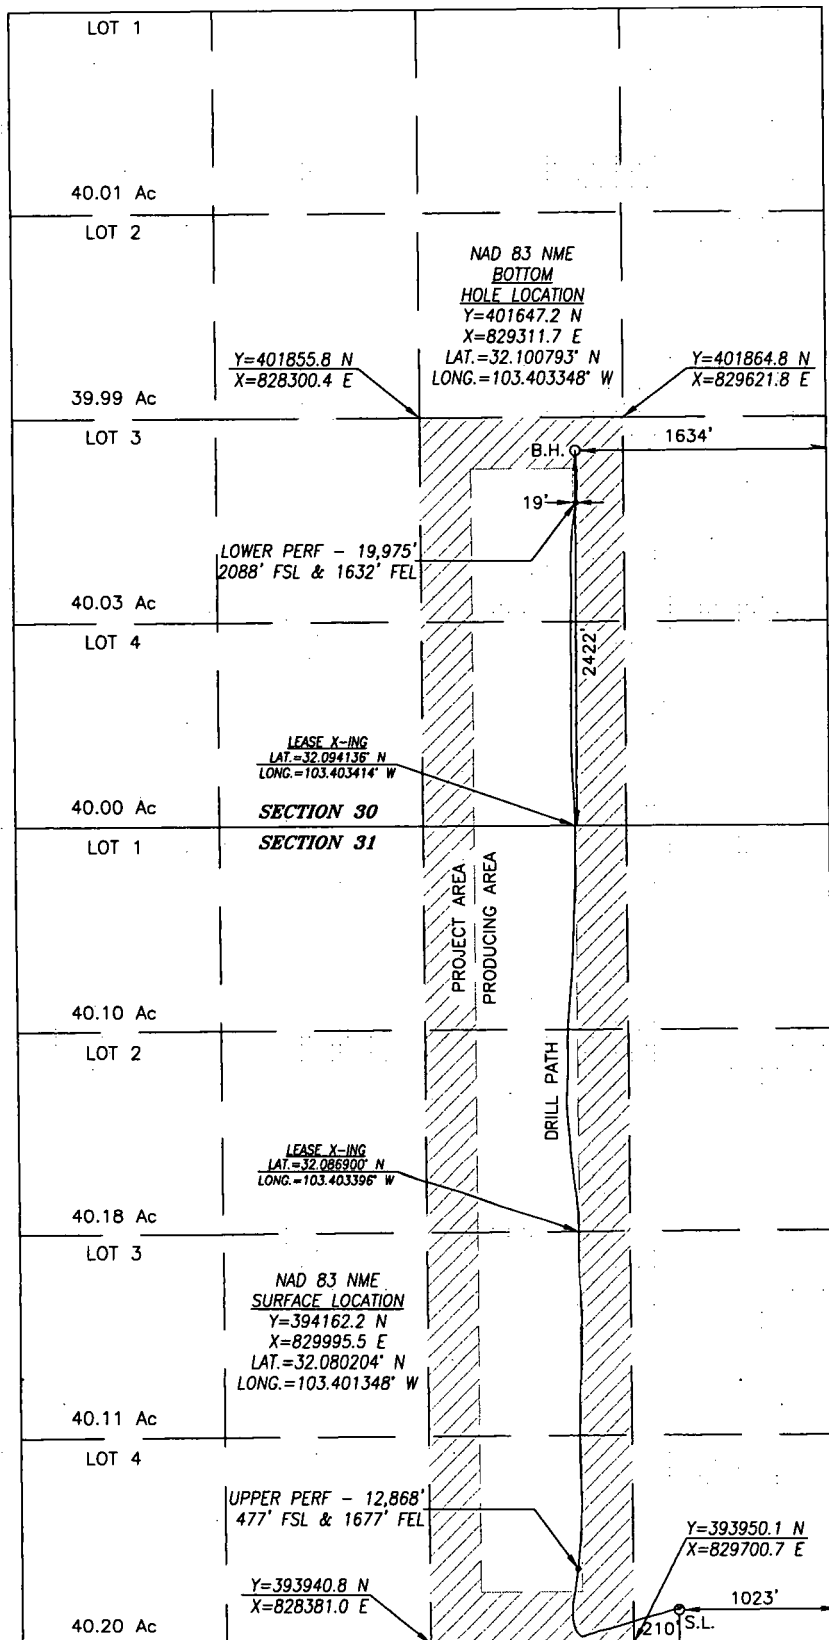 LOT 1
40.01 Ac
LOT 2
NAD 83 NME
BOTTOM
HOLE LOCATION
Y=401647.2 N
X=829311.7 E
LAT.=32.100793° N
LONG.=103.403348° W
Y=401855.8 N
X=828300.4 E
Y=401864.8 N
X=829621.8 E
39.99 Ac
LOT 3
B.H.
1634'
19'
LOWER PERF - 19,975'
2088' FSL & 1632' FEL
40.03 Ac
LOT 4
2422'
LEASE X-ING
LAT.=32.094136° N
LONG.=103.403414° W
40.00 Ac
SECTION 30
SECTION 31
LOT 1
PROJECT AREA
PRODUCING AREA
40.10 Ac
LOT 2
DRILL PATH
LEASE X-ING
LAT.=32.086900° N
LONG.=103.403396° W
40.18 Ac
LOT 3
NAD 83 NME
SURFACE LOCATION
Y=394162.2 N
X=829995.5 E
LAT.=32.080204° N
LONG.=103.401348° W
40.11 Ac
LOT 4
UPPER PERF - 12,868'
477' FSL & 1677' FEL
Y=393950.1 N
X=829700.7 E
Y=393940.8 N
X=828381.0 E
1023'
S.L.
210'
40.20 Ac